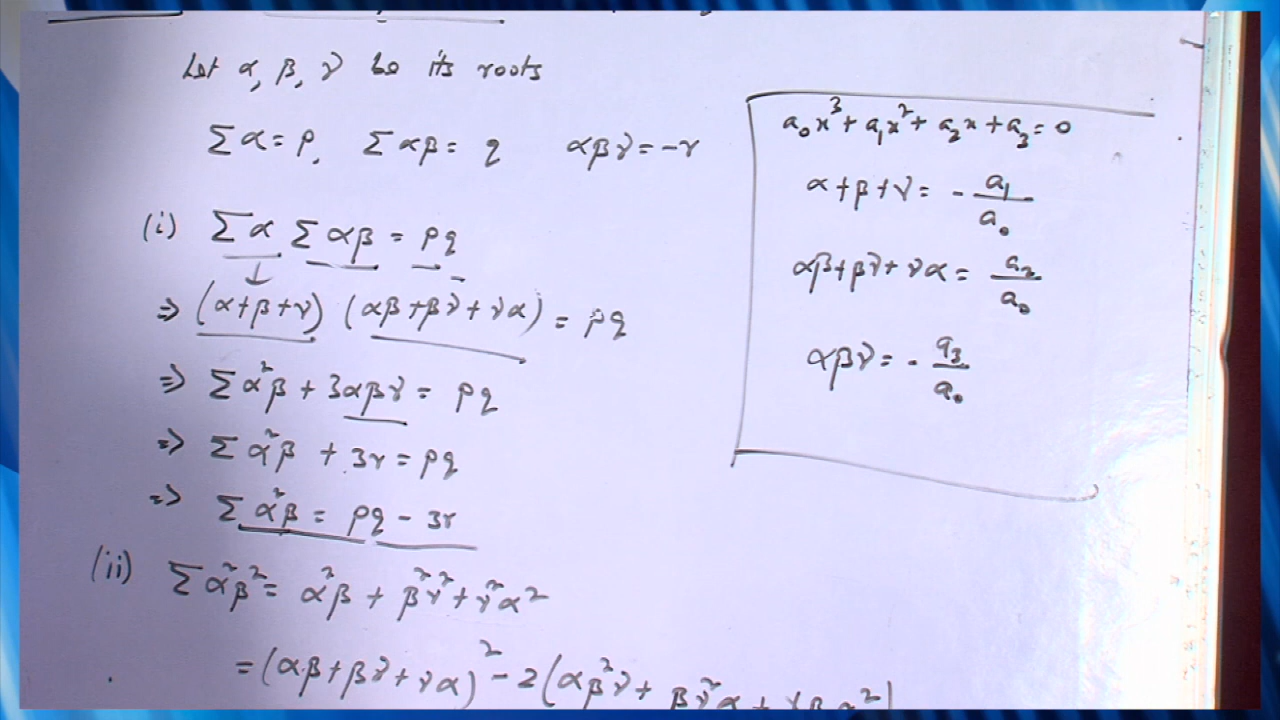 Let α, β, γ be its roots
Σα = p, Σαβ = q αβγ = -r
(i) Σα Σαβ = pq
⇒ (α+β+γ) (αβ+βγ+γα) = pq
⇒ Σα²β + 3αβγ = pq
⇒ Σα²β + 3r = pq
⇒ Σα²β = pq - 3r
(ii) Σα²β² = α²β + β²γ² + γ²α²
= (αβ+βγ+γα)² - 2(αβ²γ + βγ²α + γβα²)
a₀x³ + a₁x² + a₂x + a₃ = 0
α+β+γ = - a₁/a₀
αβ+βγ+γα = a₂/a₀
αβγ = - a₃/a₀